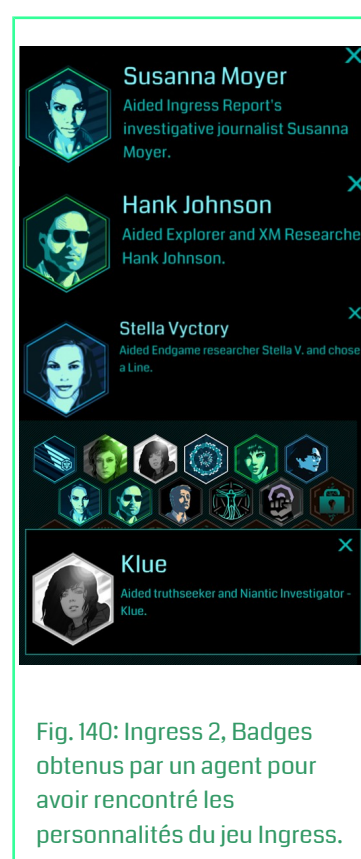 Susanna Moyer
Aided Ingress Report's
investigative journalist Susanna
Moyer.
Hank Johnson
Aided Explorer and XM Researche
Hank Johnson.
Stella Vyctory
Aided Endgame researcher Stella V. and chose
a Line.
Klue
Aided truthseeker and Niantic Investigator -
Klue.
Fig. 140: Ingress 2, Badges
obtenus par un agent pour
avoir rencontré les
personnalités du jeu Ingress.